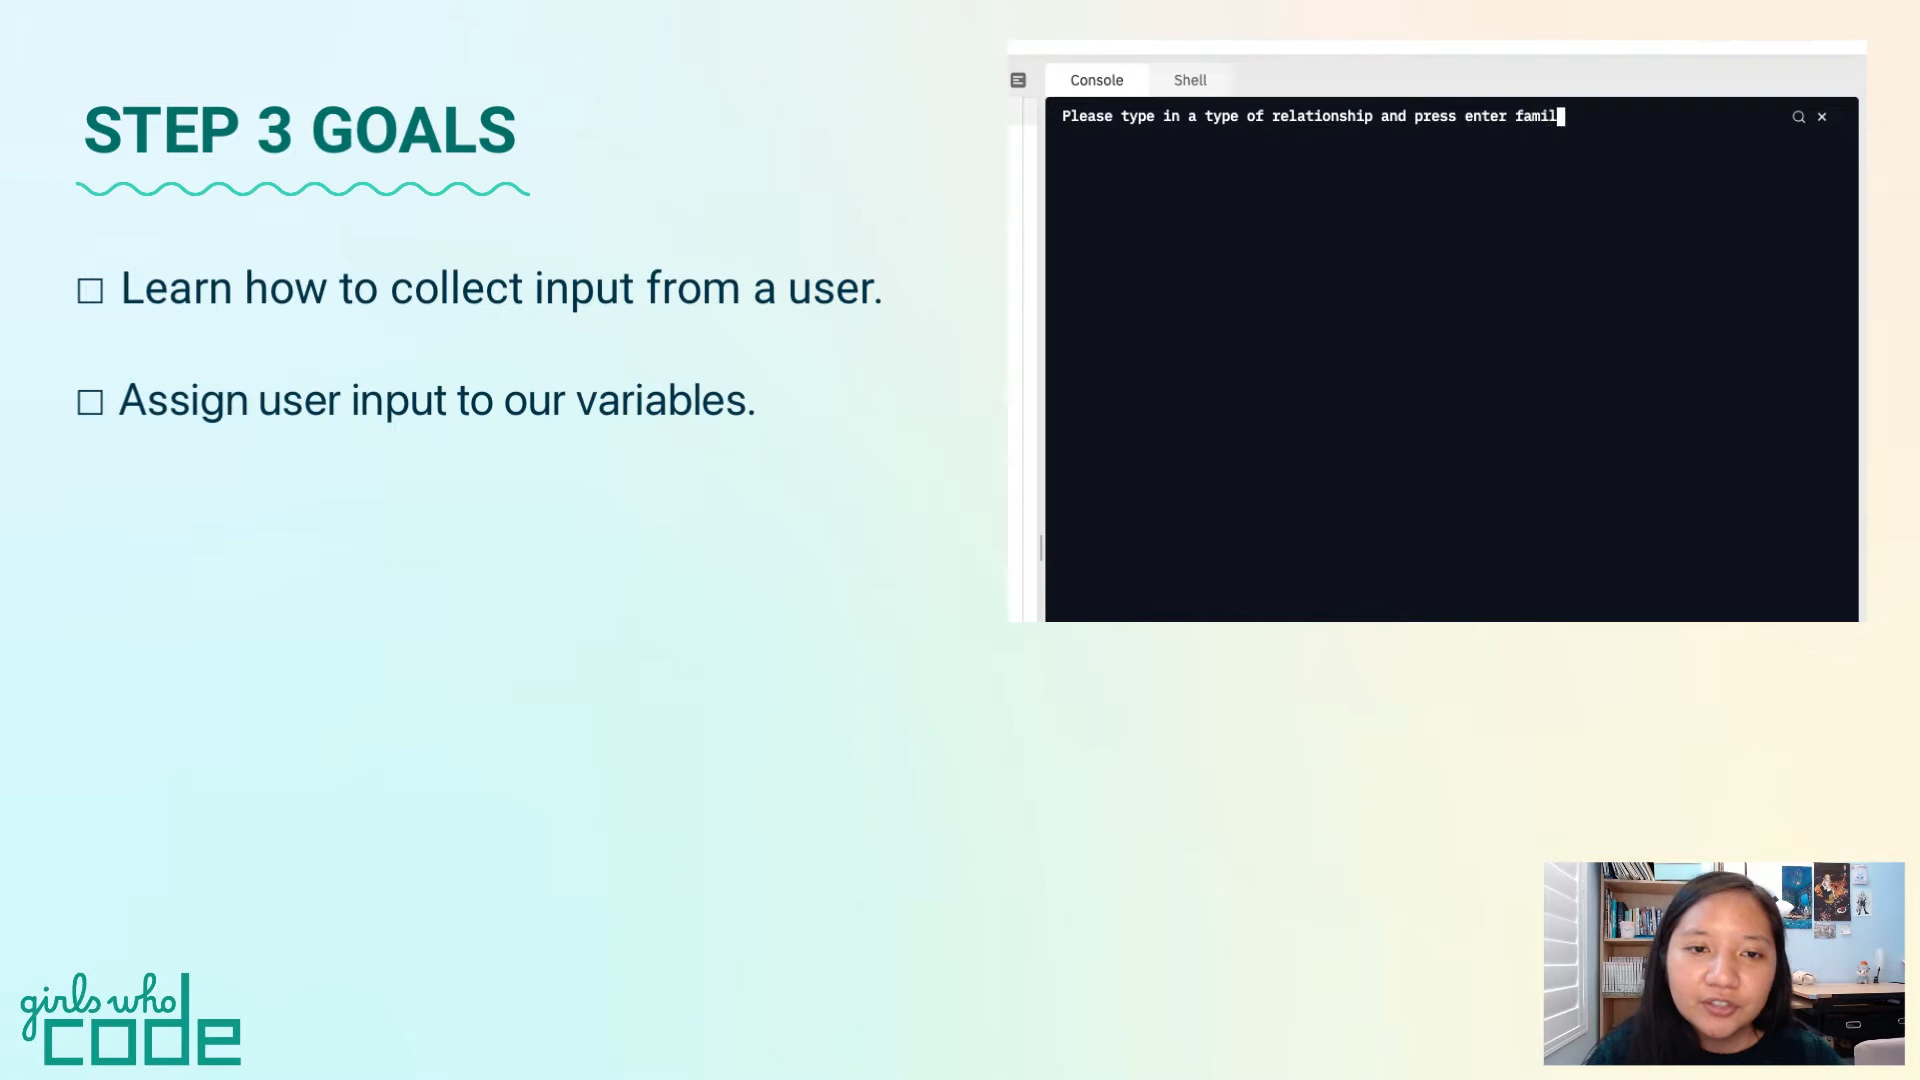 STEP 3 GOALS
Learn how to collect input from a user.
Assign user input to our variables.
Console Shell
Please type in a type of relationship and press enter famil
girls who
code